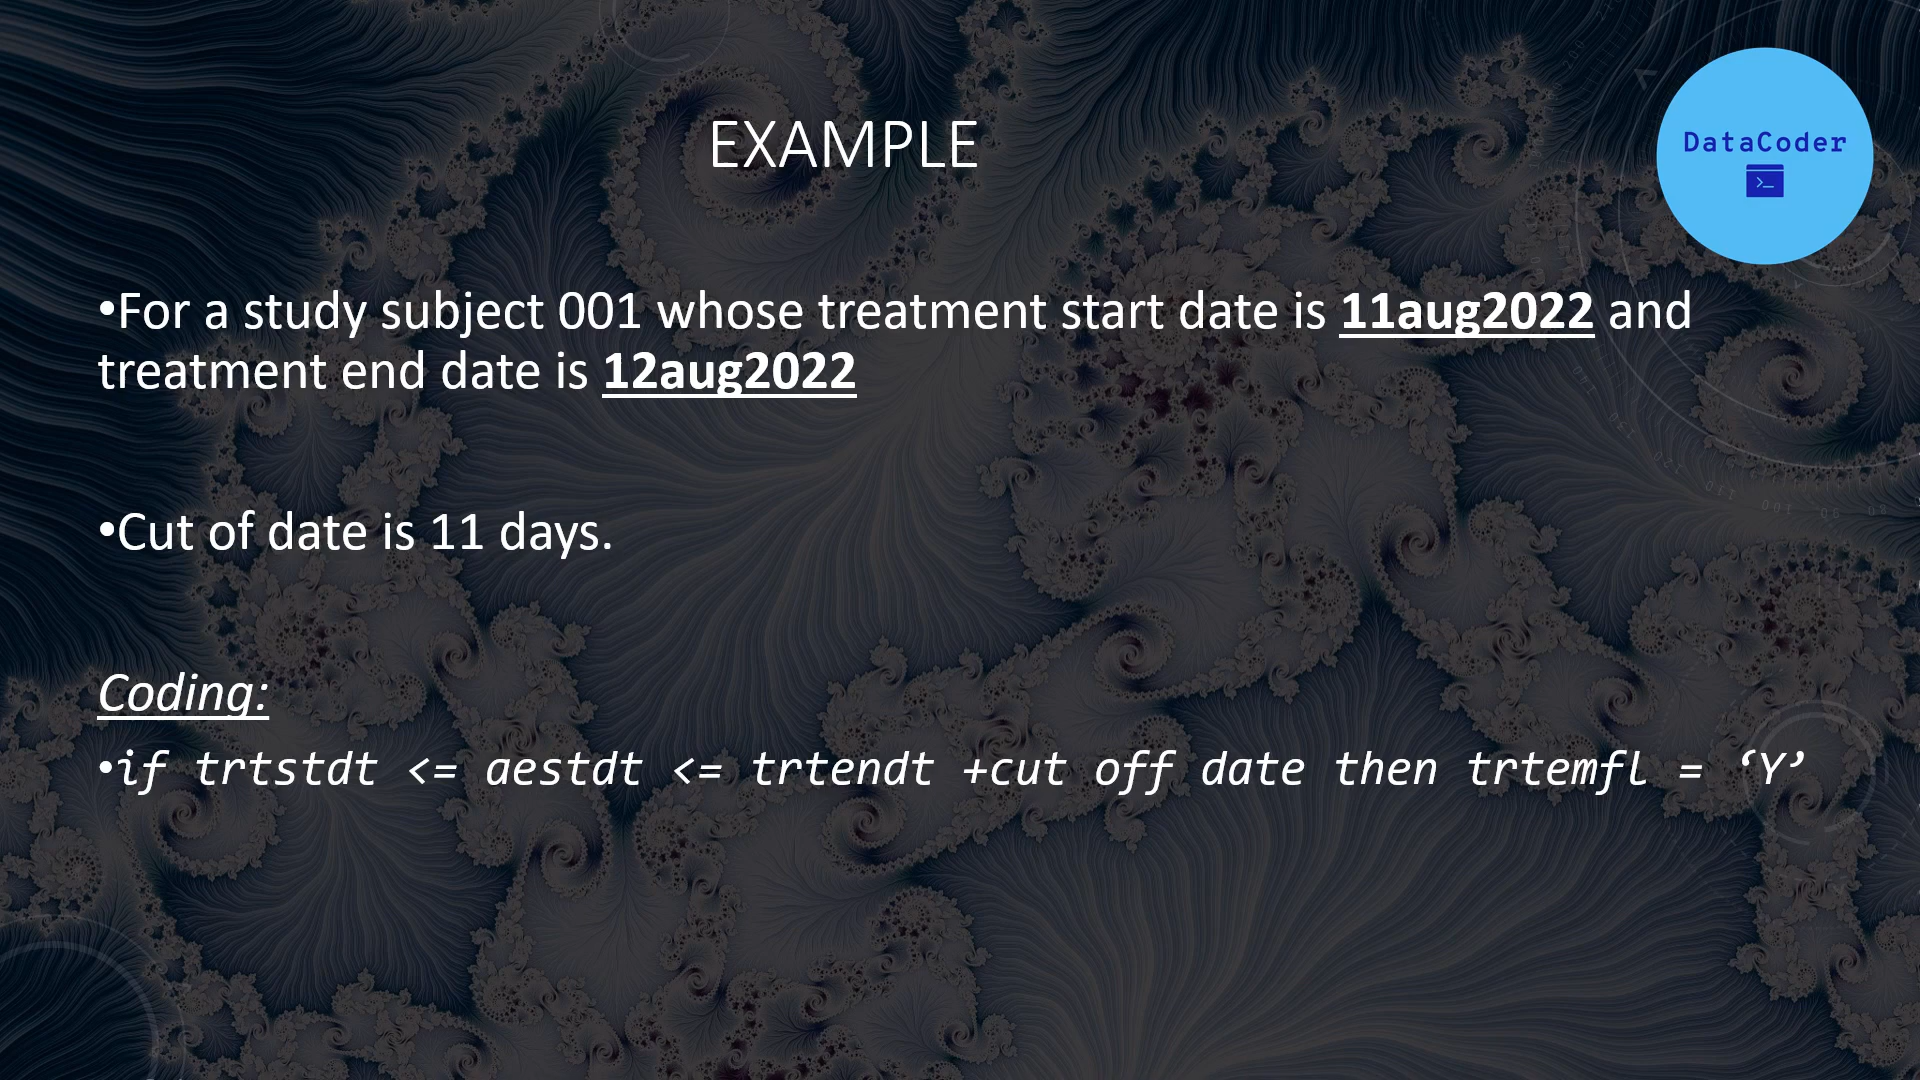 DataCoder
>_
EXAMPLE
•For a study subject 001 whose treatment start date is 11aug2022 and
treatment end date is 12aug2022
•Cut of date is 11 days.
Coding:
•if trtstdt <= aestdt <= trtendt +cut off date then trtemfl = ‘Y’